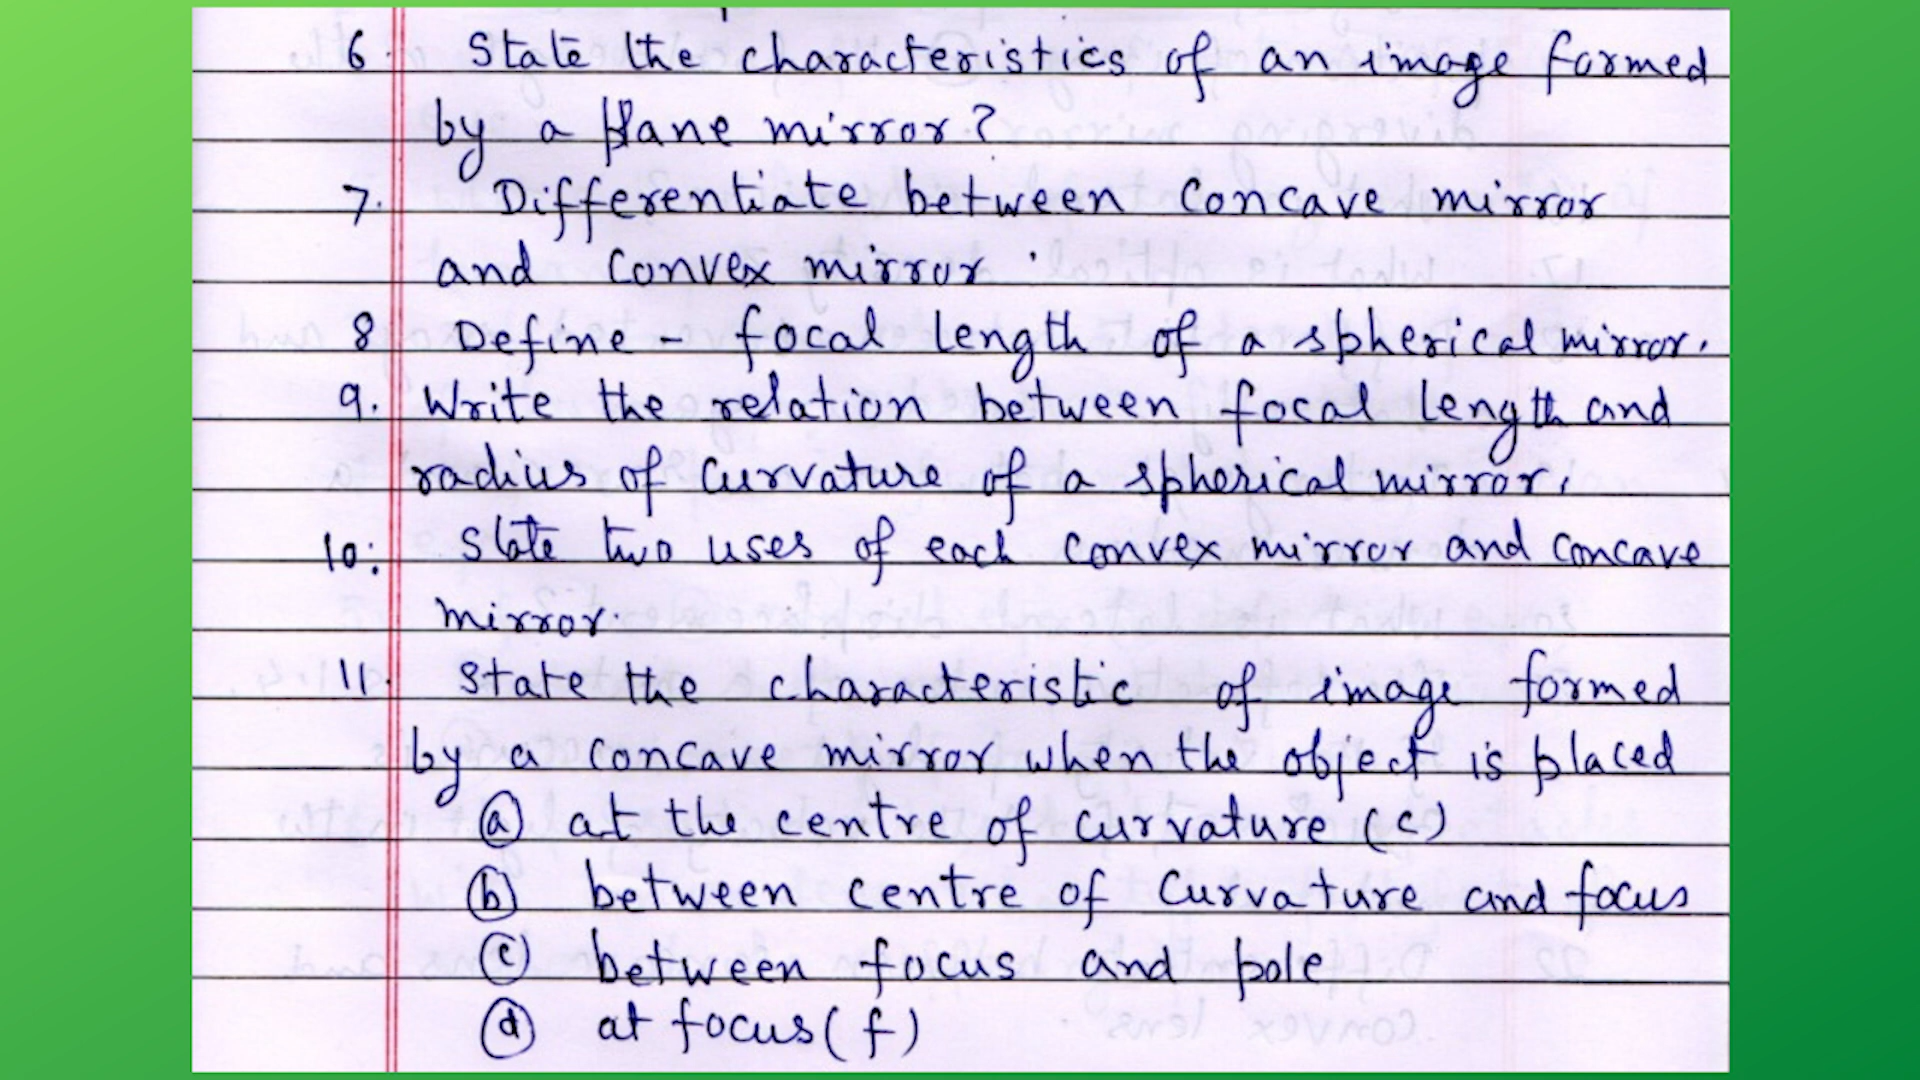 6. State the characteristics of an image formed
by a plane mirror?
7. Differentiate between Concave mirror
and Convex mirror.
8. Define - focal length of a spherical mirror.
9. Write the relation between focal length and
radius of curvature of a spherical mirror.
10. State two uses of each convex mirror and concave
mirror.
11. State the characteristic of image formed
by a concave mirror when the object is placed
(a) at the centre of curvature (c)
(b) between centre of curvature and focus
(c) between focus and pole
(d) at focus (f)